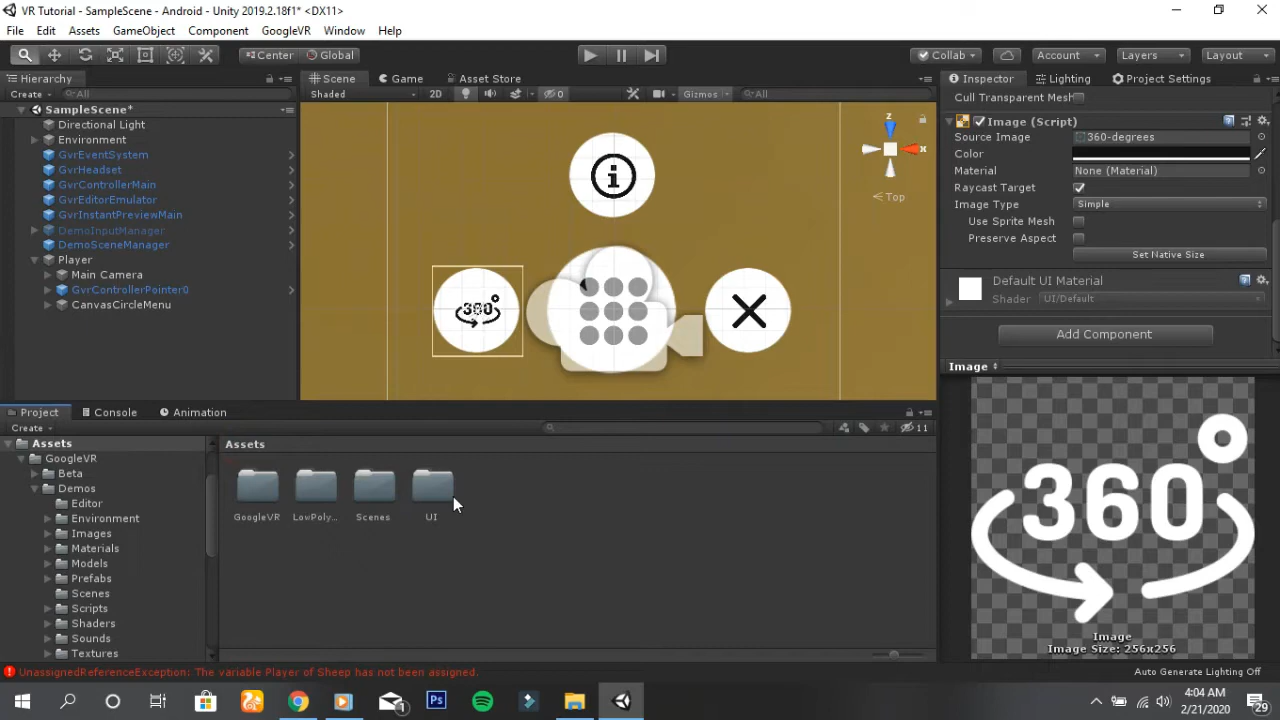 VR Tutorial - SampleScene - Android - Unity 2019.2.18f1* <DX11>
File Edit Assets GameObject Component GoogleVR Window Help
Center Global Collab Account Layers Layout
Hierarchy
Create All
SampleScene*
Directional Light
Environment
GvrEventSystem
GvrHeadset
GvrControllerMain
GvrEditorEmulator
GvrInstantPreviewMain
DemoInputManager
DemoSceneManager
Player
Main Camera
GvrControllerPointer0
CanvasCircleMenu
Scene Game Asset Store
Shaded 2D 0 Gizmos All
i
360
z
x
Top
Inspector Lighting Project Settings
Cull Transparent Mesh
Image (Script)
Source Image 360-degrees
Color
Material None (Material)
Raycast Target
Image Type Simple
Use Sprite Mesh
Preserve Aspect
Set Native Size
Default UI Material
Shader UI/Default
Add Component
Image
360
Image
Image Size: 256x256
Project Console Animation
Create 11
Assets
GoogleVR
Beta
Demos
Editor
Environment
Images
Materials
Models
Prefabs
Scenes
Scripts
Shaders
Sounds
Textures
Assets
GoogleVR LowPoly... Scenes UI
UnassignedReferenceException: The variable Player of Sheep has not been assigned.
Auto Generate Lighting Off
Ps
1
4:04 AM
2/21/2020
29